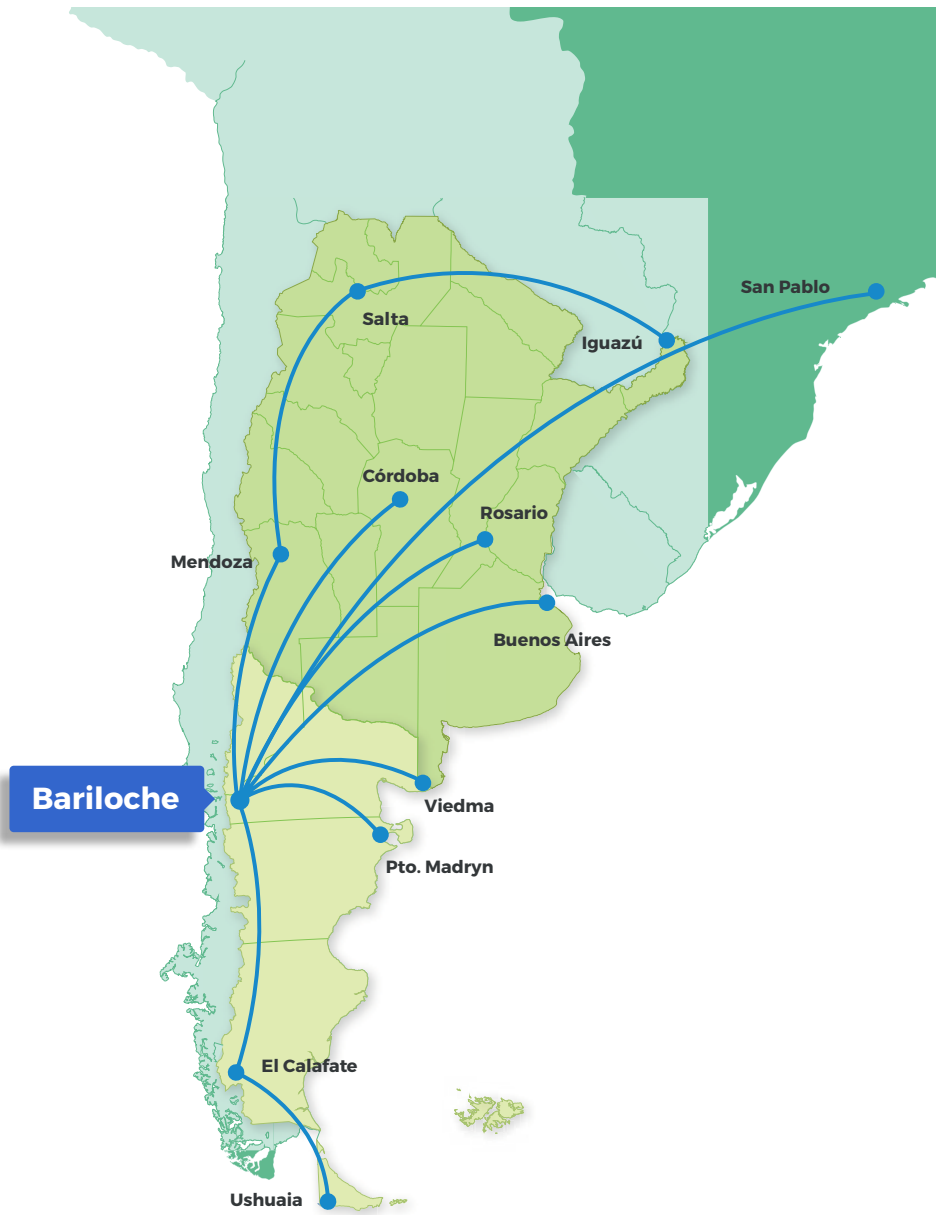 San Pablo
Salta
Iguazú
Córdoba
Rosario
Mendoza
Buenos Aires
Bariloche
Viedma
Pto. Madryn
El Calafate
Ushuaia